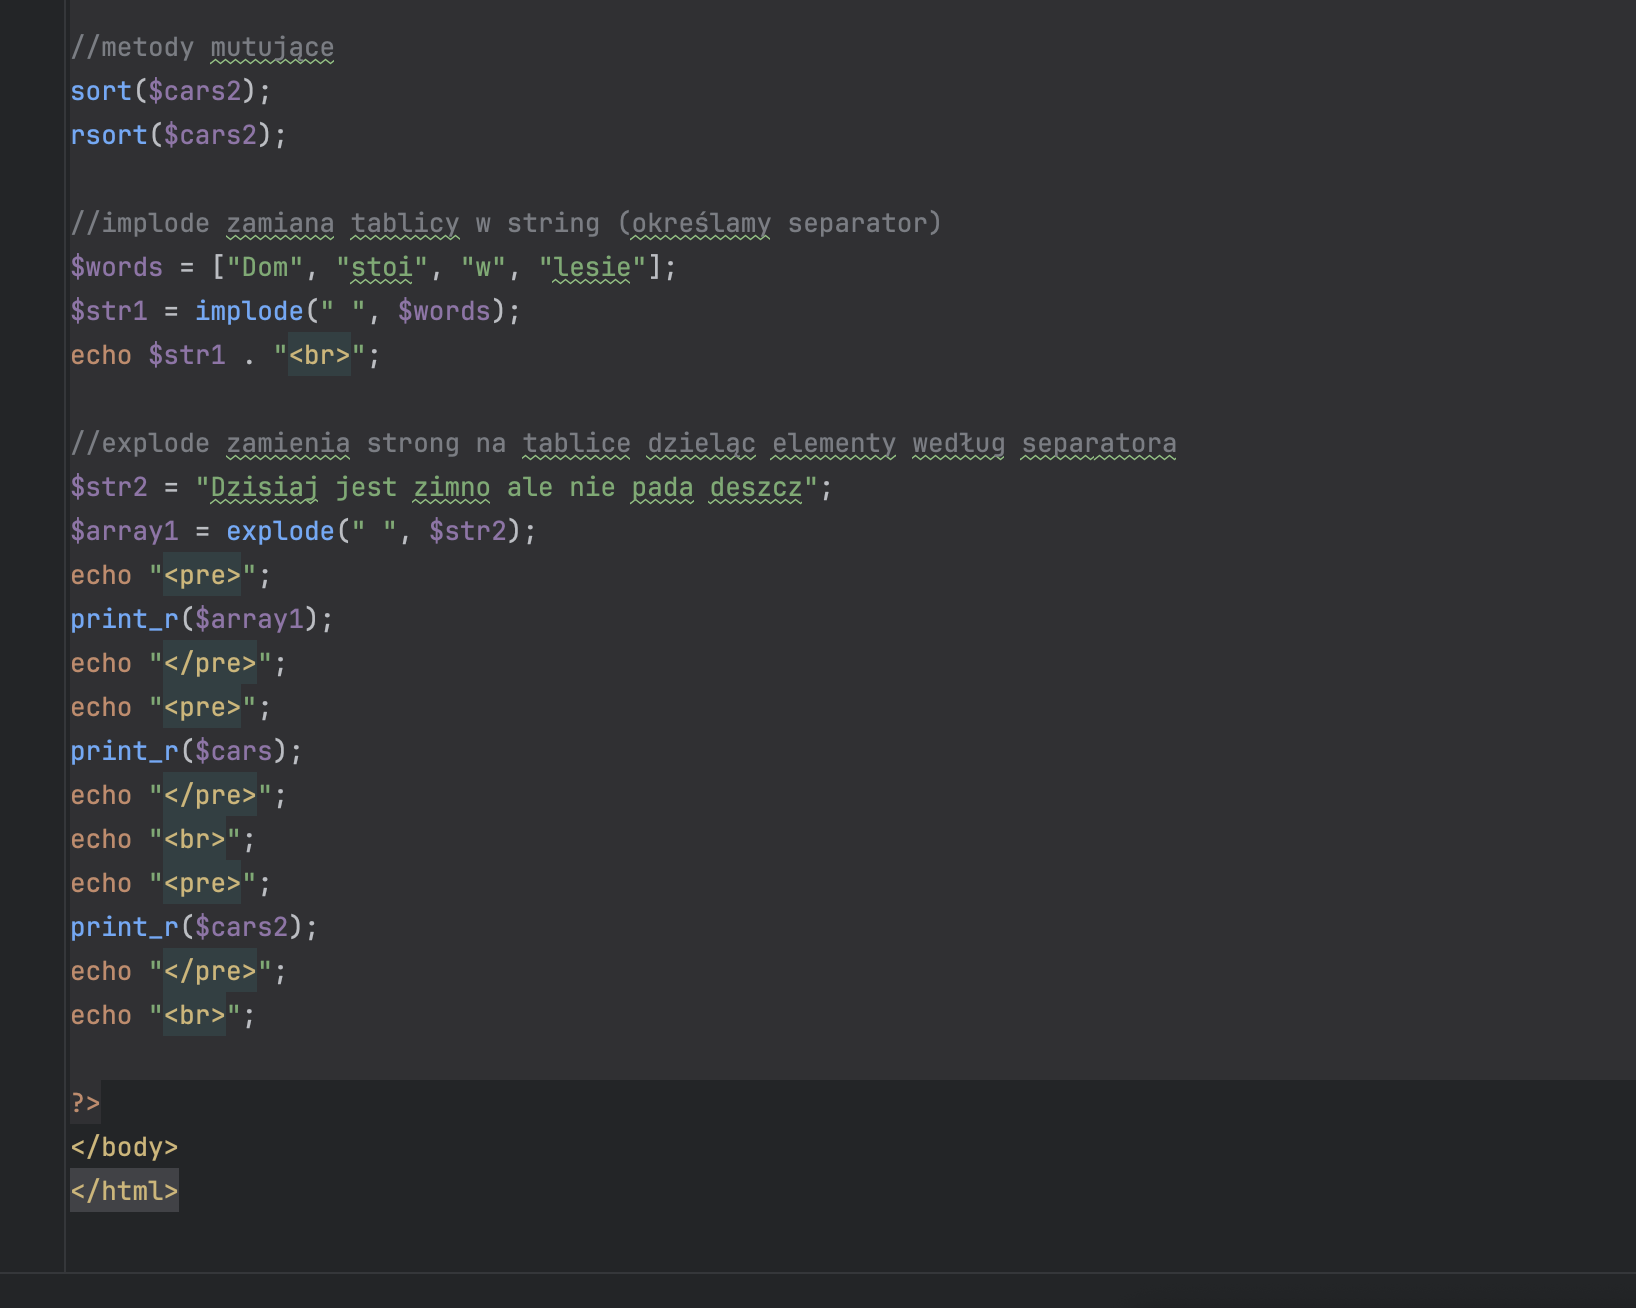 //metody mutujące
sort($cars2);
rsort($cars2);
//implode zamiana tablicy w string (określamy separator)
$words = ["Dom", "stoi", "w", "lesie"];
$str1 = implode(" ", $words);
echo $str1 . "<br>";
//explode zamienia strong na tablice dzieląc elementy według separatora
$str2 = "Dzisiaj jest zimno ale nie pada deszcz";
$array1 = explode(" ", $str2);
echo "<pre>";
print_r($array1);
echo "</pre>";
echo "<pre>";
print_r($cars);
echo "</pre>";
echo "<br>";
echo "<pre>";
print_r($cars2);
echo "</pre>";
echo "<br>";
?>
</body>
</html>